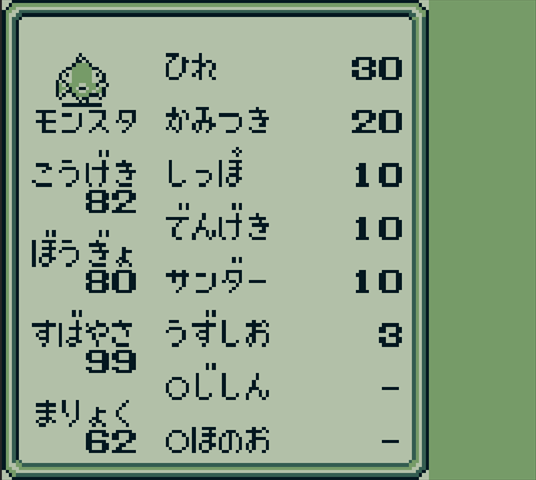 ひれ 30
モンスタ かみつき 20
こうげき しっぽ 10
82
でんげき 10
ぼうぎょ
80 サンダー 10
すばやさ うずしお 3
99
○じしん -
まりょく
62 ○ほのお -